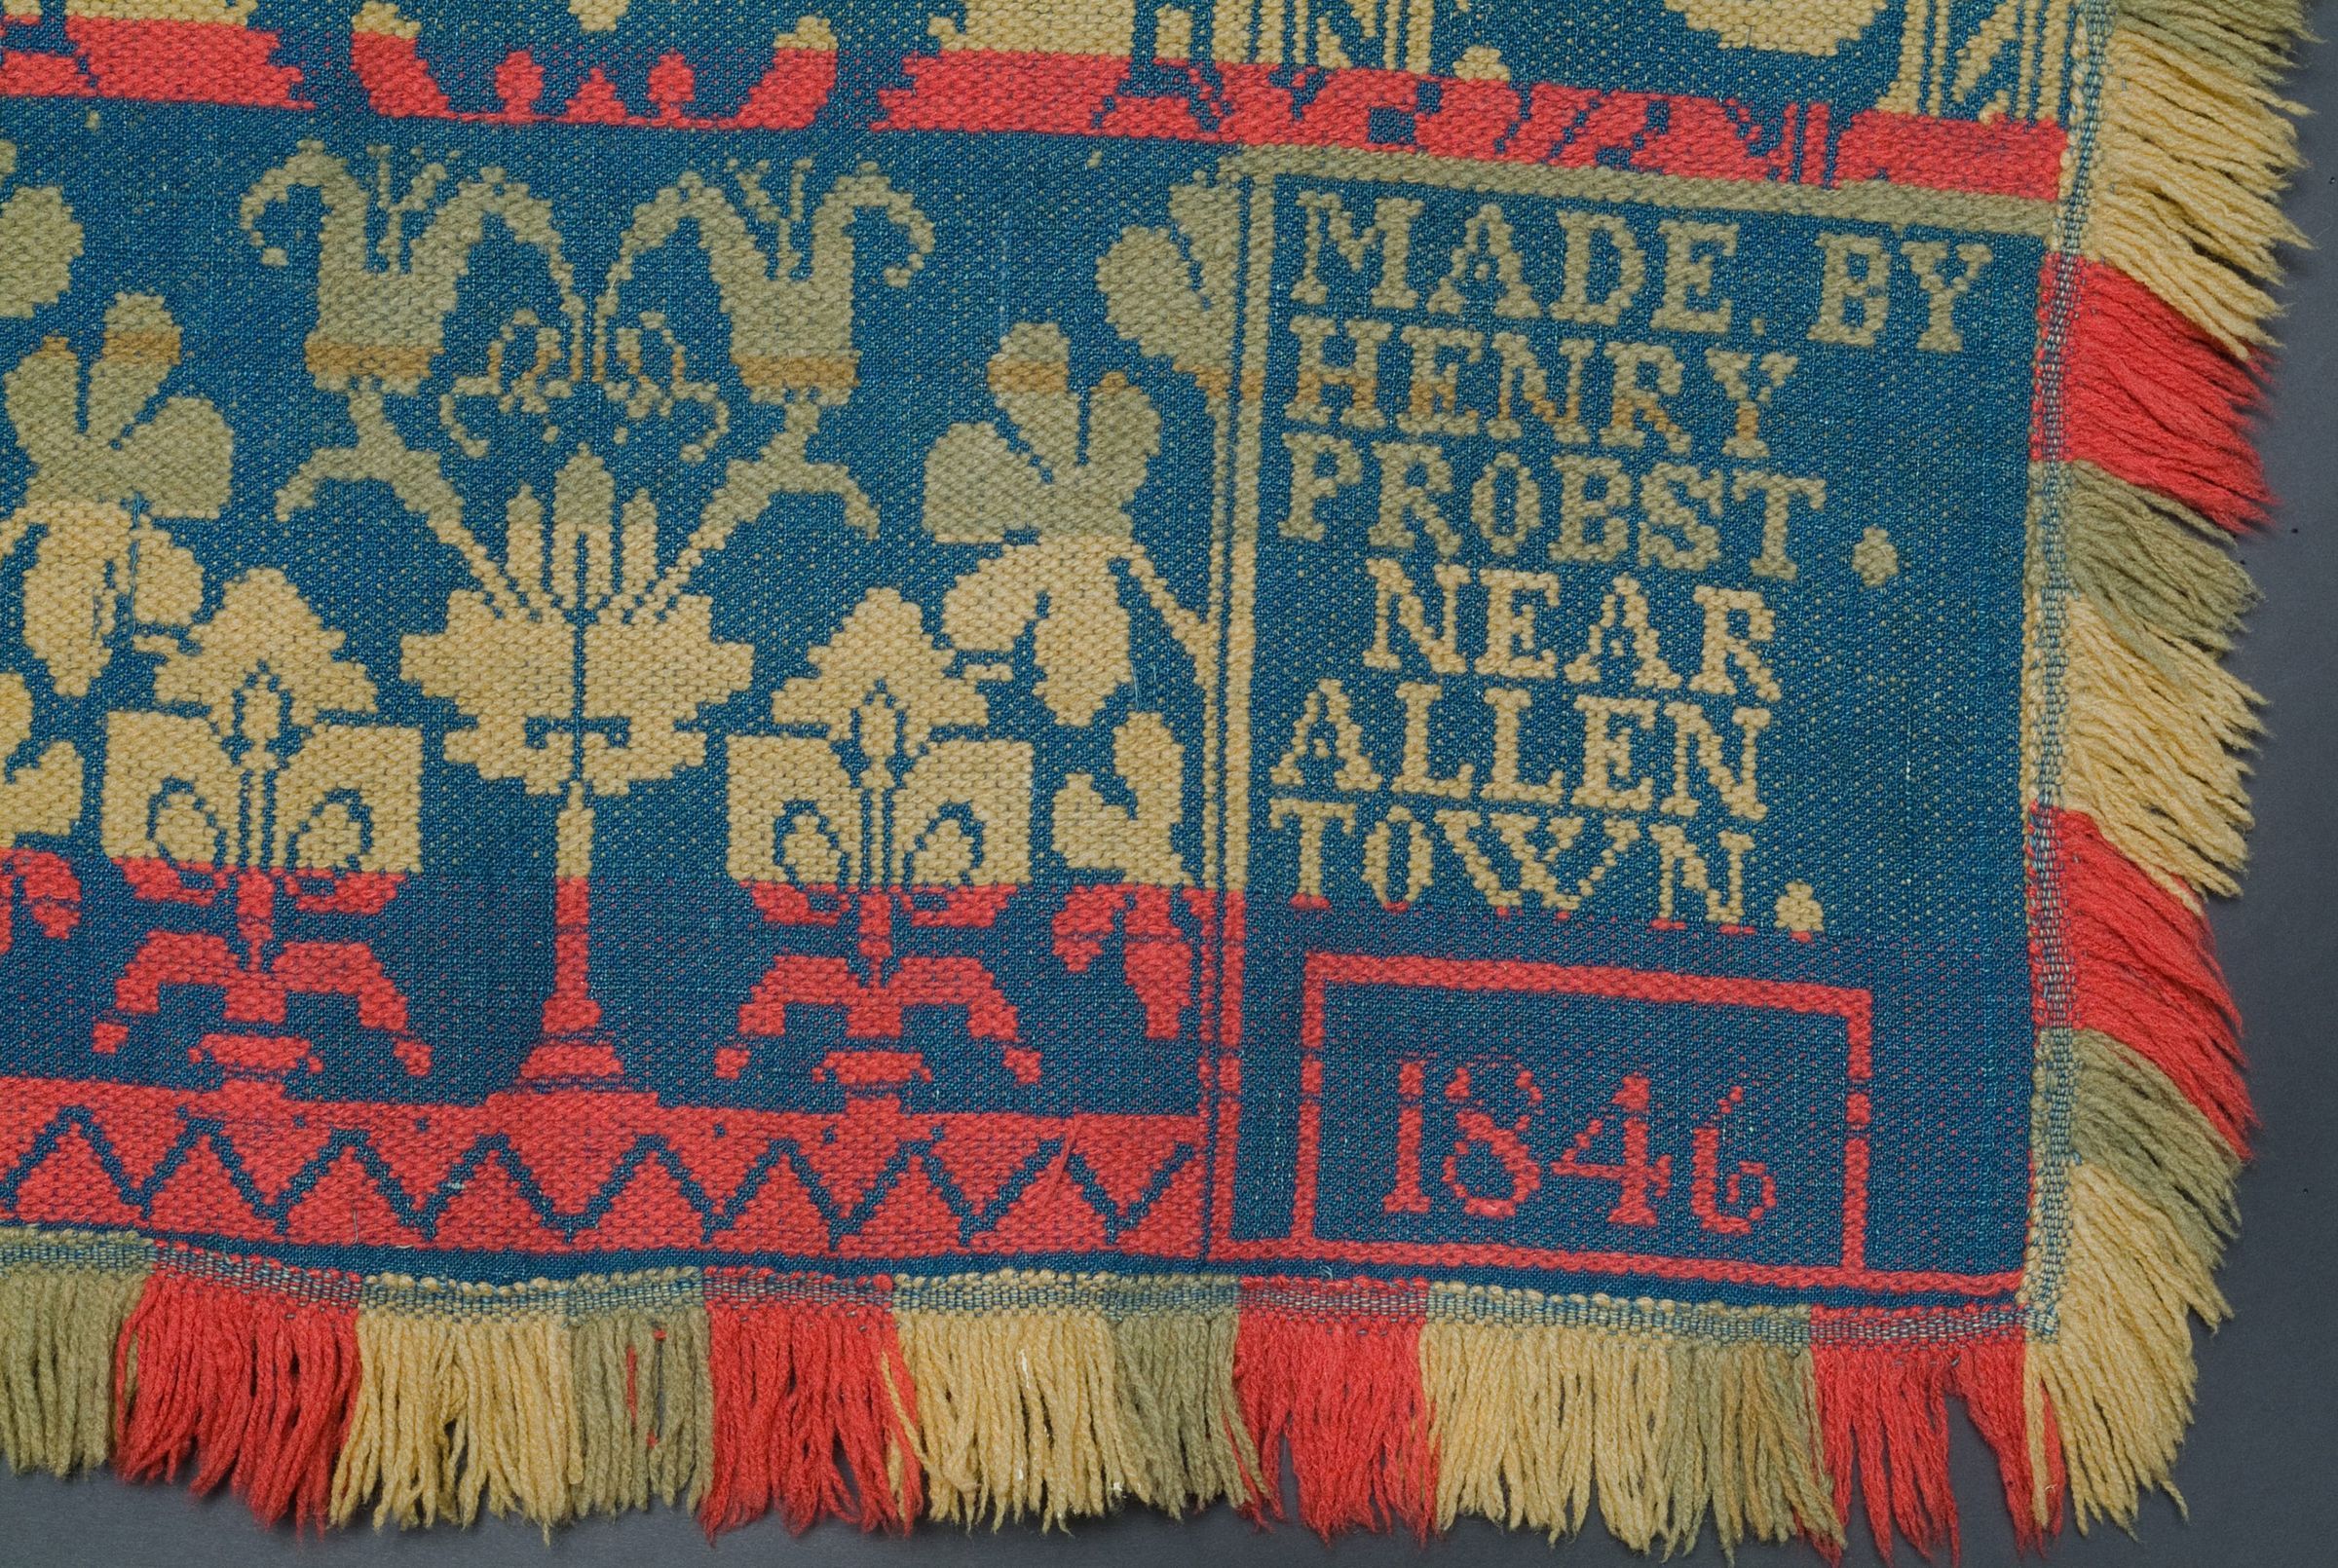 MADE. BY
HENRY
PROBST.
NEAR
ALLEN
TOWN.
1846